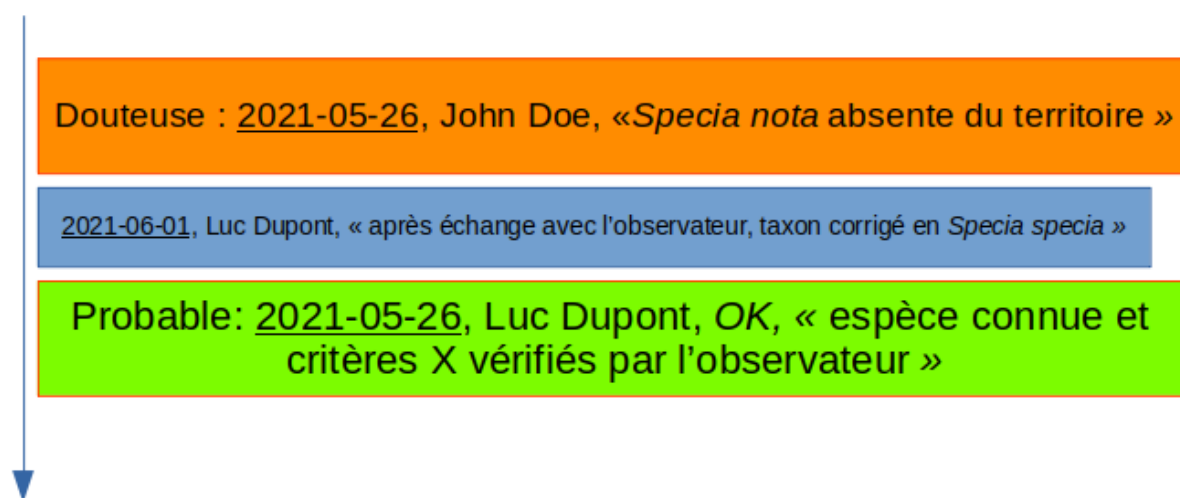 Douteuse : 2021-05-26, John Doe, «Specia nota absente du territoire »
2021-06-01, Luc Dupont, « après échange avec l’observateur, taxon corrigé en Specia specia »
Probable: 2021-05-26, Luc Dupont, OK, « espèce connue et
critères X vérifiés par l’observateur »